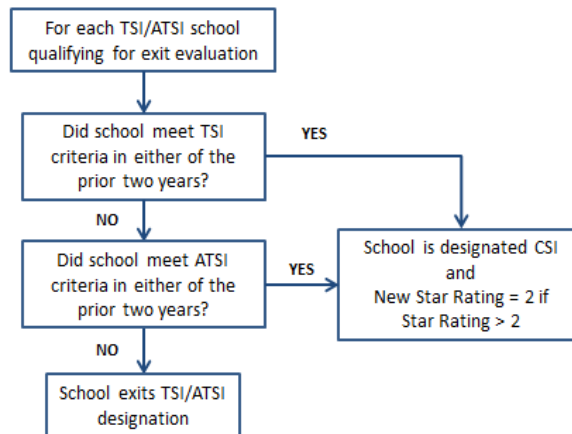 For each TSI/ATSI school
qualifying for exit evaluation
Did school meet TSI
criteria in either of the
prior two years?
YES
NO
Did school meet ATSI
criteria in either of the
prior two years?
YES
School is designated CSI
and
New Star Rating = 2 if
Star Rating > 2
NO
School exits TSI/ATSI
designation